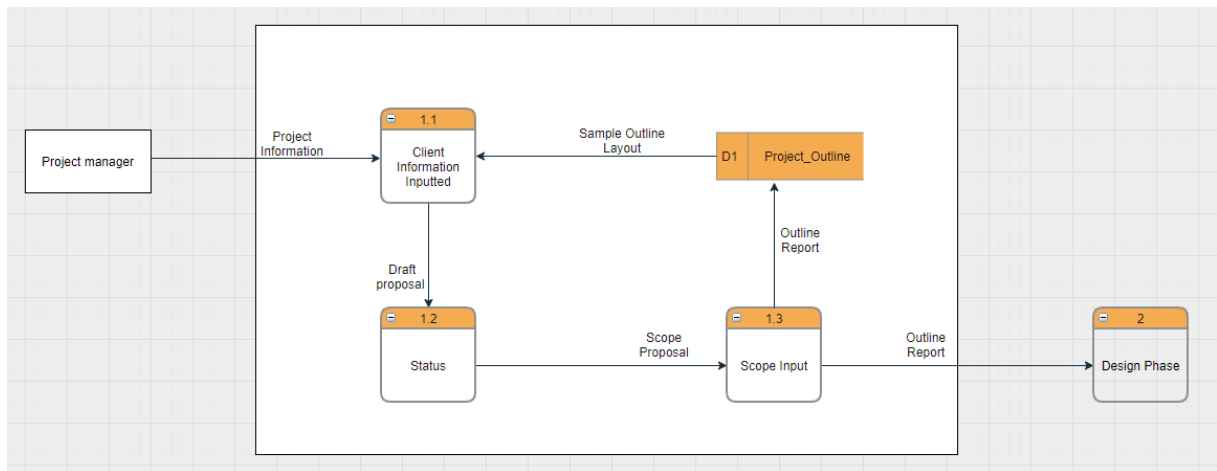 1.1
Project
Information
Sample Outline
Layout
Project manager
Client
Information
Inputted
D1
Project_Outline
Outline
Report
Draft
proposal
1.2
1.3
2
Scope
Proposal
Outline
Report
Status
Scope Input
Design Phase